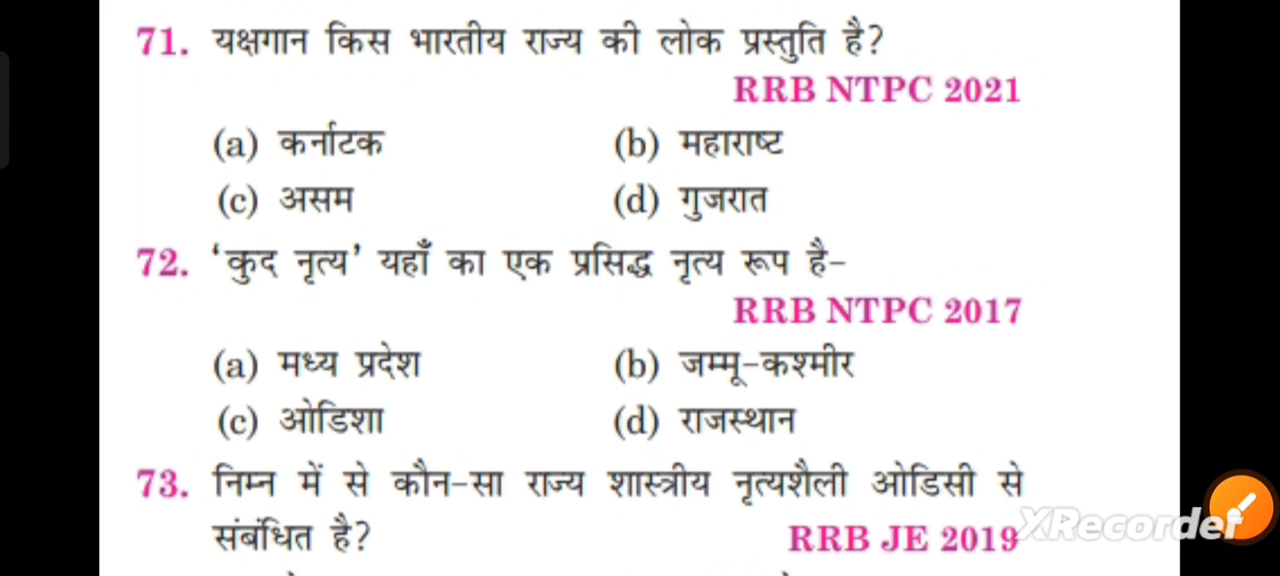 71. यक्षगान किस भारतीय राज्य की लोक प्रस्तुति है?
RRB NTPC 2021
(a) कर्नाटक (b) महाराष्ट
(c) असम (d) गुजरात
72. 'कुद नृत्य' यहाँ का एक प्रसिद्ध नृत्य रूप है-
RRB NTPC 2017
(a) मध्य प्रदेश (b) जम्मू-कश्मीर
(c) ओडिशा (d) राजस्थान
73. निम्न में से कौन-सा राज्य शास्त्रीय नृत्यशैली ओडिसी से
संबंधित है? RRB JE 2019
XRecorder